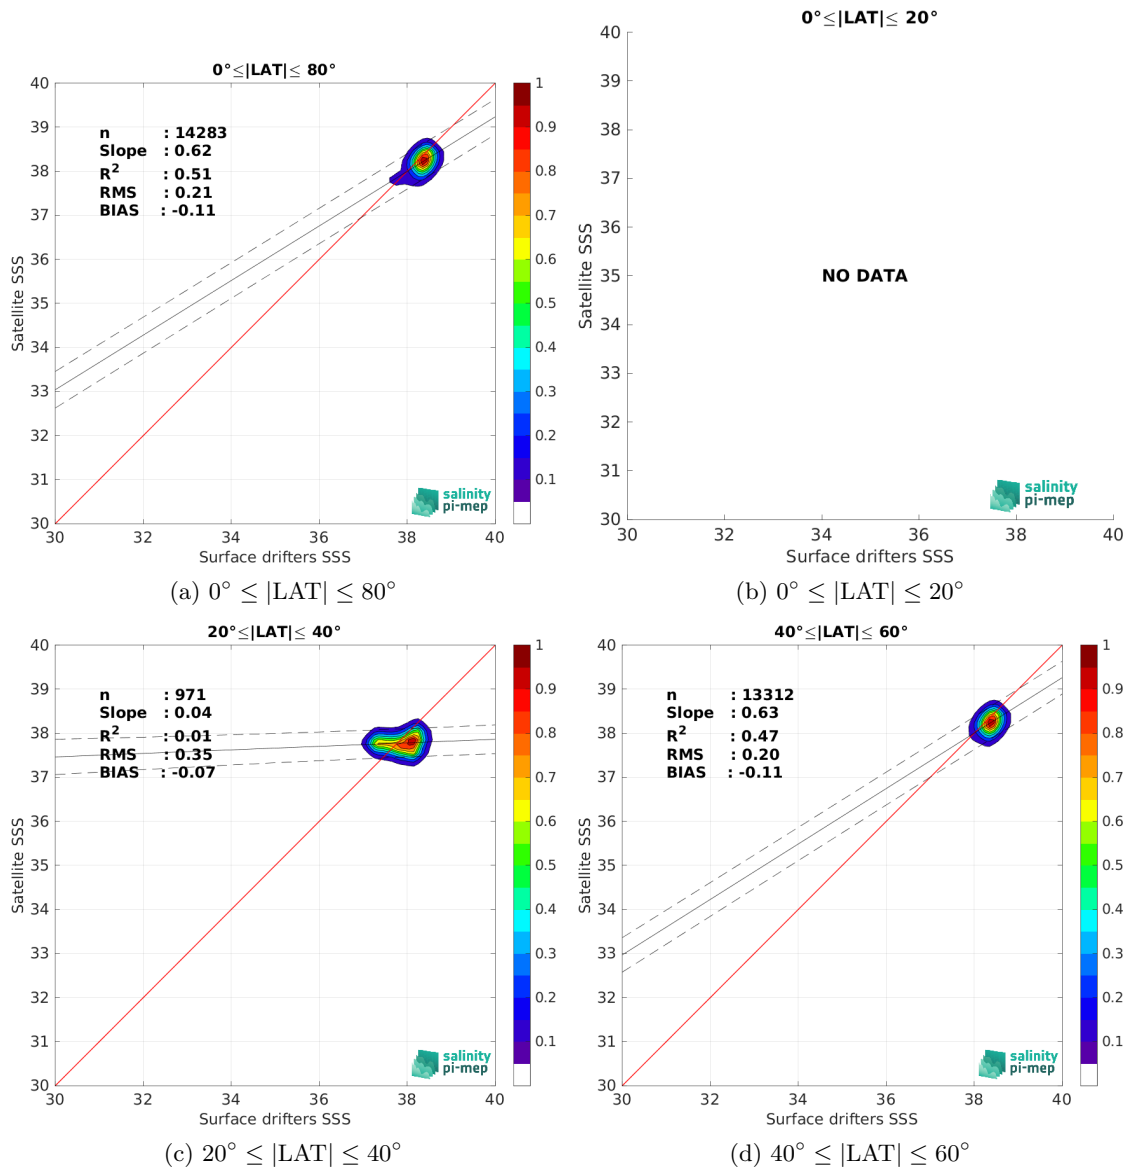 0°≤|LAT|≤ 80°
40
39
38
37
36
35
34
33
32
31
30
Satellite SSS
n : 14283
Slope : 0.62
R² : 0.51
RMS : 0.21
BIAS : -0.11
salinity
pi-mep
30 32 34 36 38 40
Surface drifters SSS
1
0.9
0.8
0.7
0.6
0.5
0.4
0.3
0.2
0.1
(a) 0° ≤ |LAT| ≤ 80°
0°≤|LAT|≤ 20°
40
39
38
37
36
35
34
33
32
31
30
Satellite SSS
NO DATA
salinity
pi-mep
30 32 34 36 38 40
Surface drifters SSS
(b) 0° ≤ |LAT| ≤ 20°
20°≤|LAT|≤ 40°
40
39
38
37
36
35
34
33
32
31
30
Satellite SSS
n : 971
Slope : 0.04
R² : 0.01
RMS : 0.35
BIAS : -0.07
salinity
pi-mep
30 32 34 36 38 40
Surface drifters SSS
1
0.9
0.8
0.7
0.6
0.5
0.4
0.3
0.2
0.1
(c) 20° ≤ |LAT| ≤ 40°
40°≤|LAT|≤ 60°
40
39
38
37
36
35
34
33
32
31
30
Satellite SSS
n : 13312
Slope : 0.63
R² : 0.47
RMS : 0.20
BIAS : -0.11
salinity
pi-mep
30 32 34 36 38 40
Surface drifters SSS
1
0.9
0.8
0.7
0.6
0.5
0.4
0.3
0.2
0.1
(d) 40° ≤ |LAT| ≤ 60°